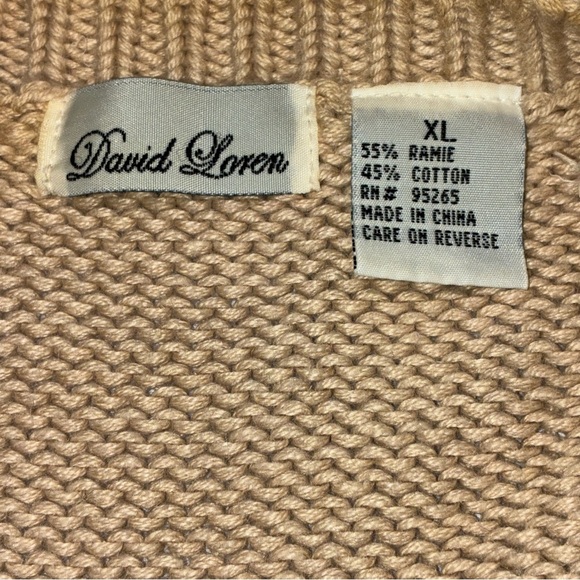 David Loren
XL
55% RAMIE
45% COTTON
RN# 95265
MADE IN CHINA
CARE ON REVERSE